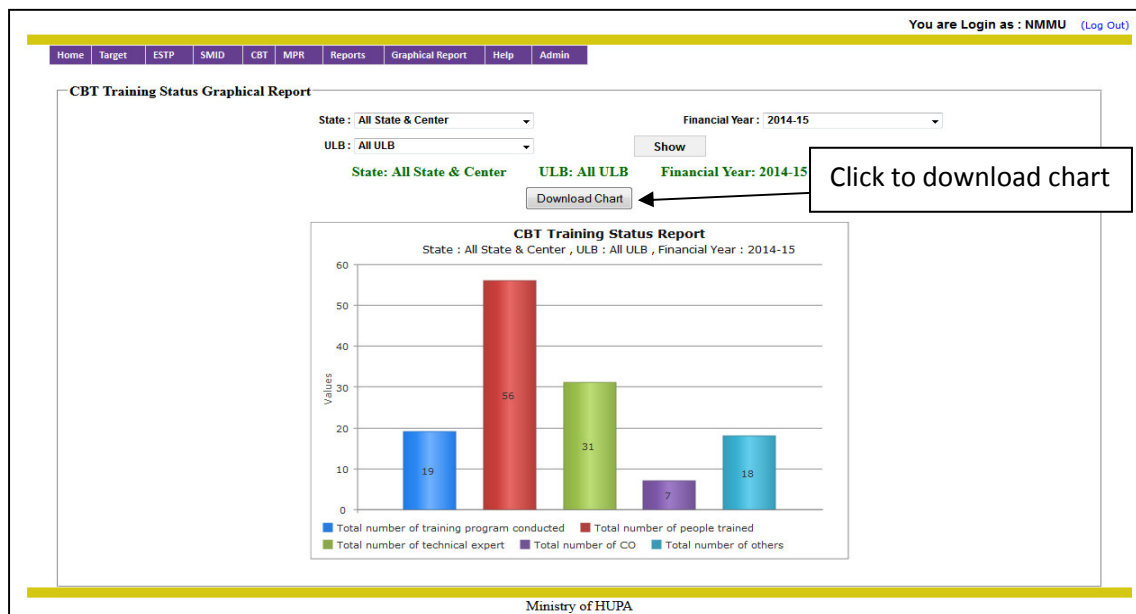 You are Login as : NMMU (Log Out)
Home Target ESTP SMID CBT MPR Reports Graphical Report Help Admin
CBT Training Status Graphical Report
State : All State & Center Financial Year : 2014-15
ULB : All ULB Show
State: All State & Center ULB: All ULB Financial Year: 2014-15
Click to download chart
Download Chart
CBT Training Status Report
State : All State & Center , ULB : All ULB , Financial Year : 2014-15
60
50
40
30
20
10
0
Values
19
56
31
7
18
Total number of training program conducted Total number of people trained
Total number of technical expert Total number of CO Total number of others
Ministry of HUPA